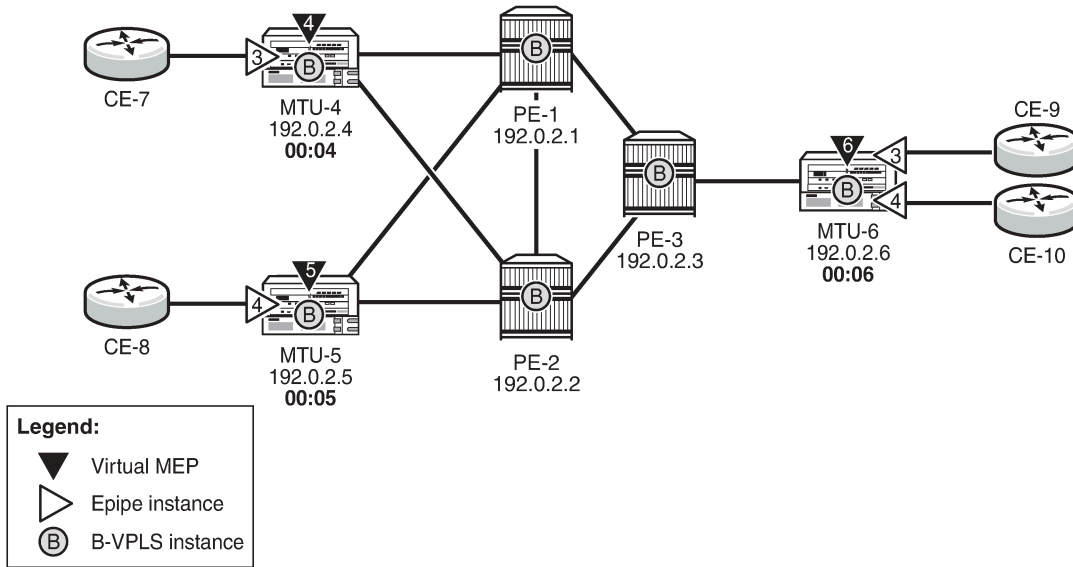 4
3
B
CE-7
MTU-4
192.0.2.4
00:04
B
PE-1
192.0.2.1
B
PE-3
192.0.2.3
CE-9
6
3
B
4
MTU-6
192.0.2.6
00:06
CE-10
5
4
B
CE-8
MTU-5
192.0.2.5
00:05
B
PE-2
192.0.2.2
Legend:
Virtual MEP
Epipe instance
B B-VPLS instance